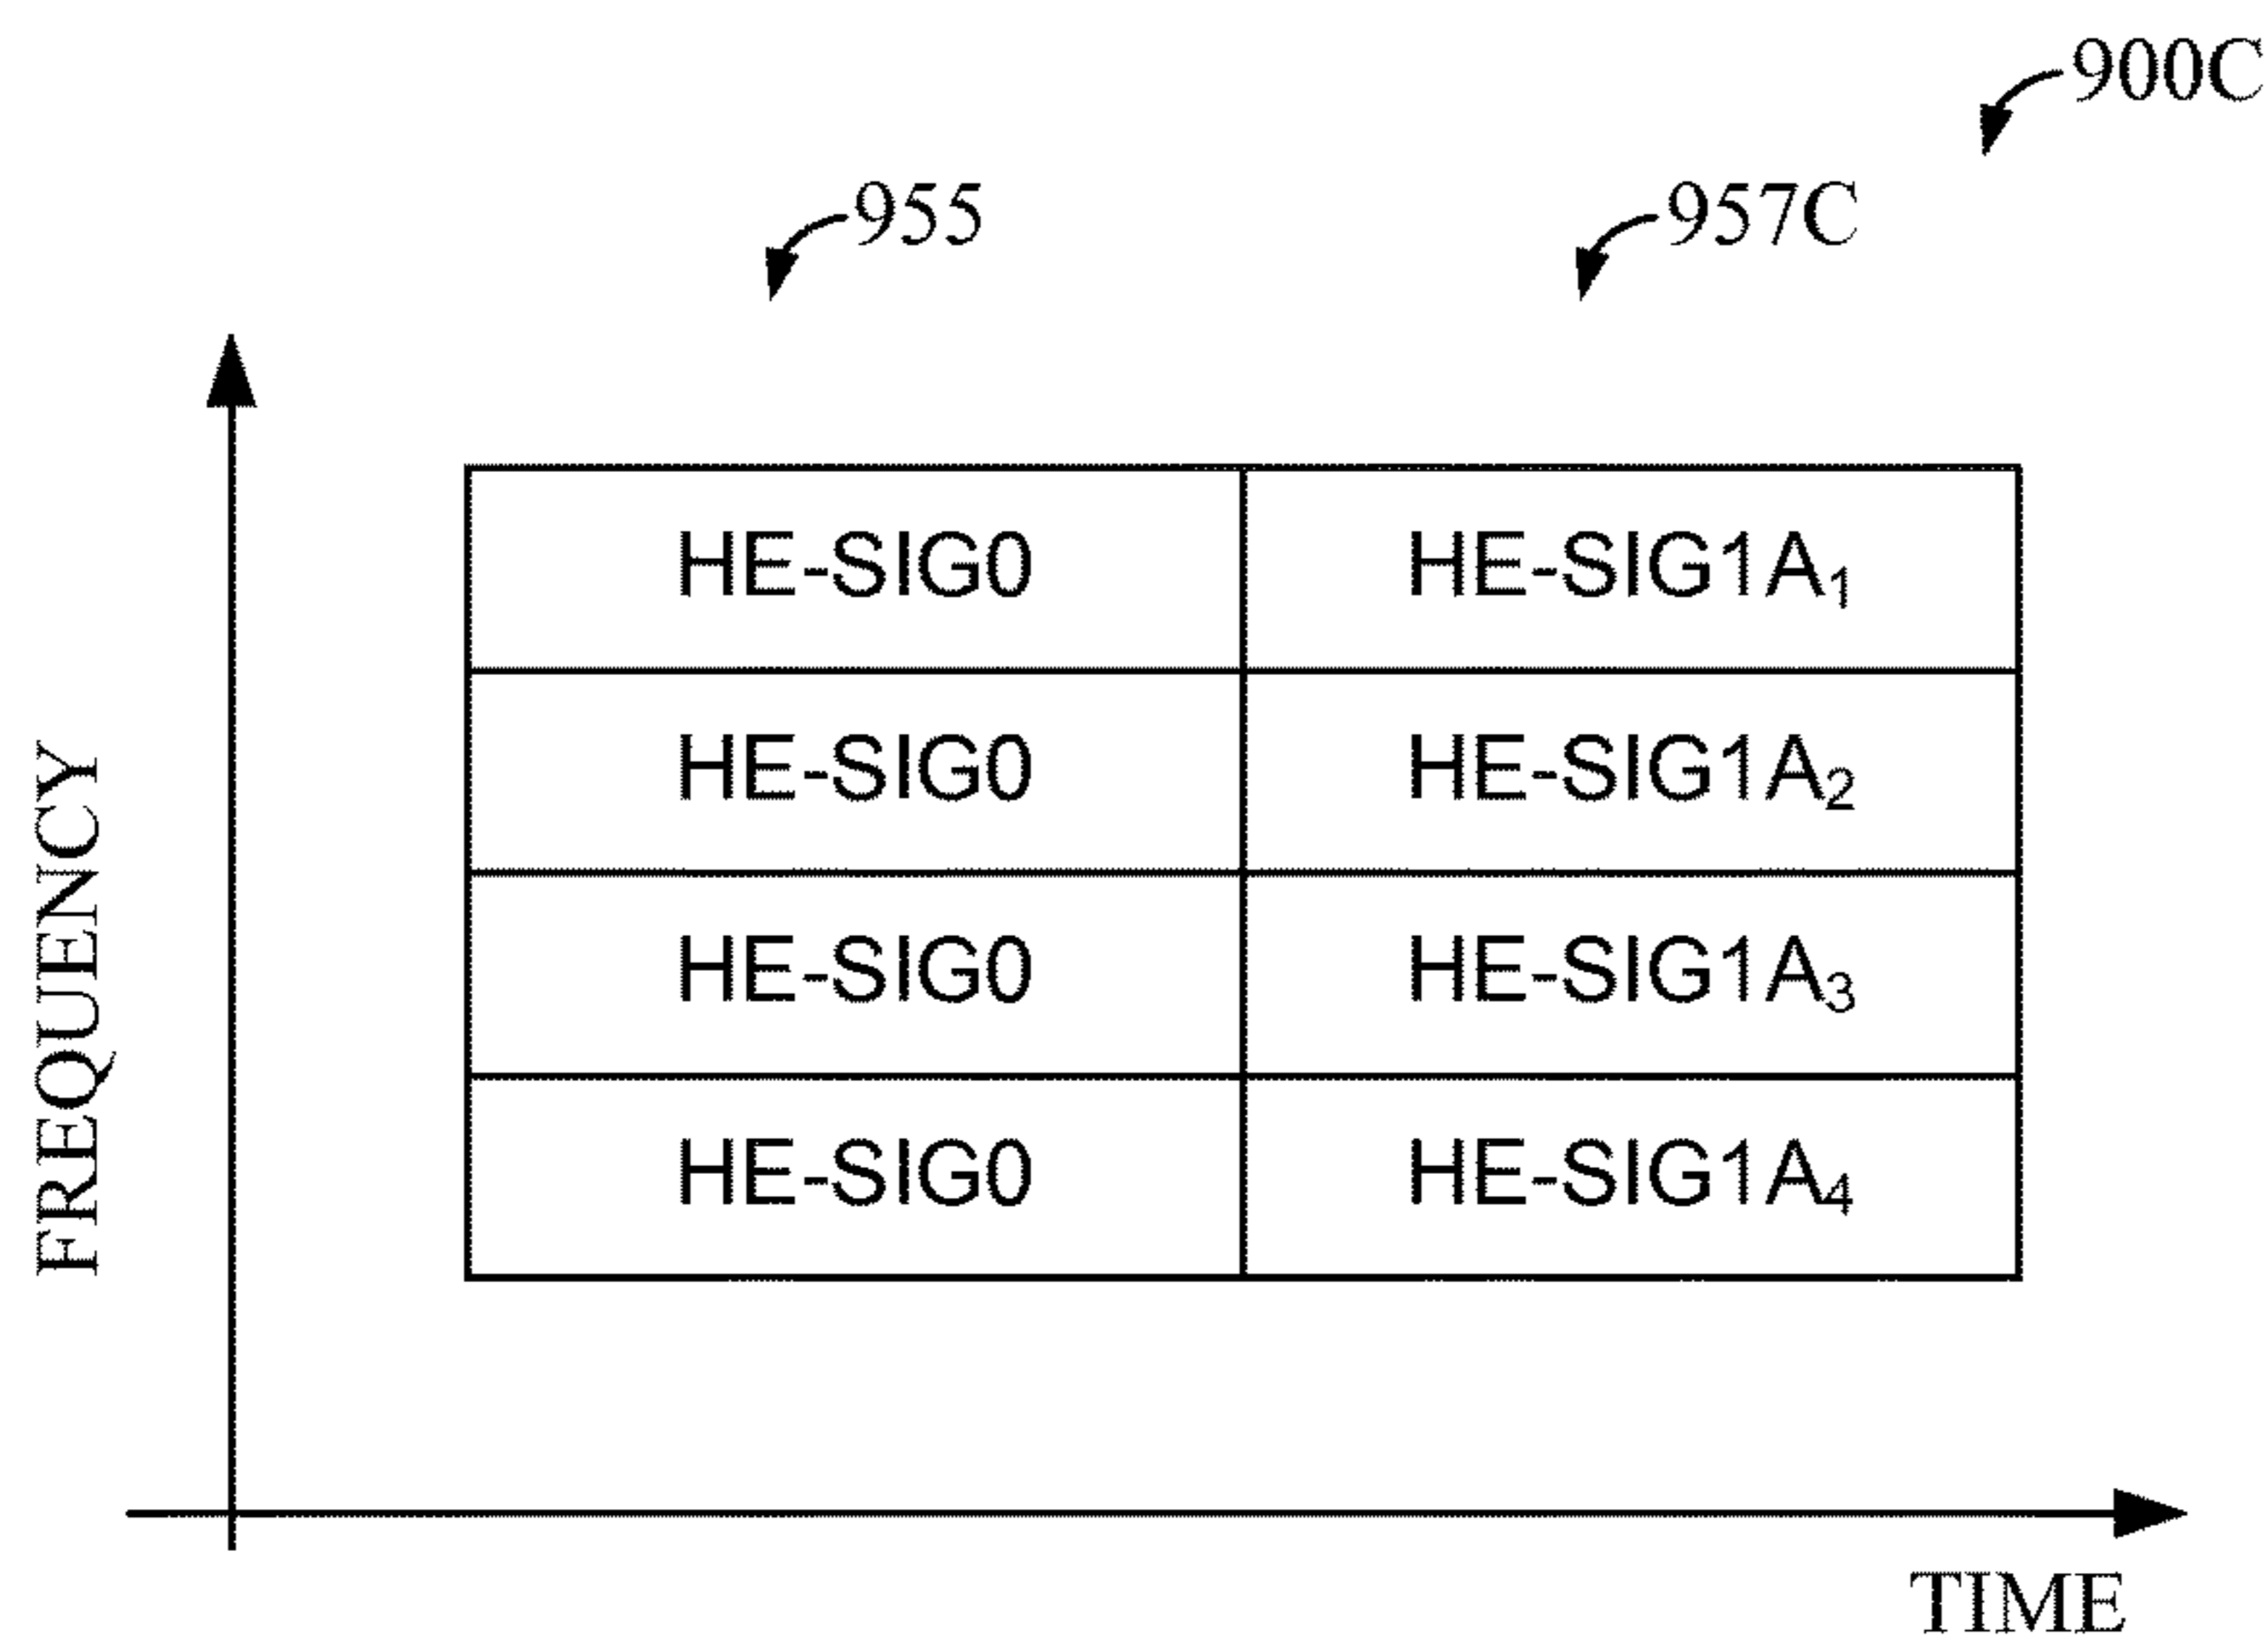 900C
955 957C
HE-SIG0 HE-SIG1A₁
HE-SIG0 HE-SIG1A₂
HE-SIG0 HE-SIG1A₃
HE-SIG0 HE-SIG1A₄
FREQUENCY
TIME